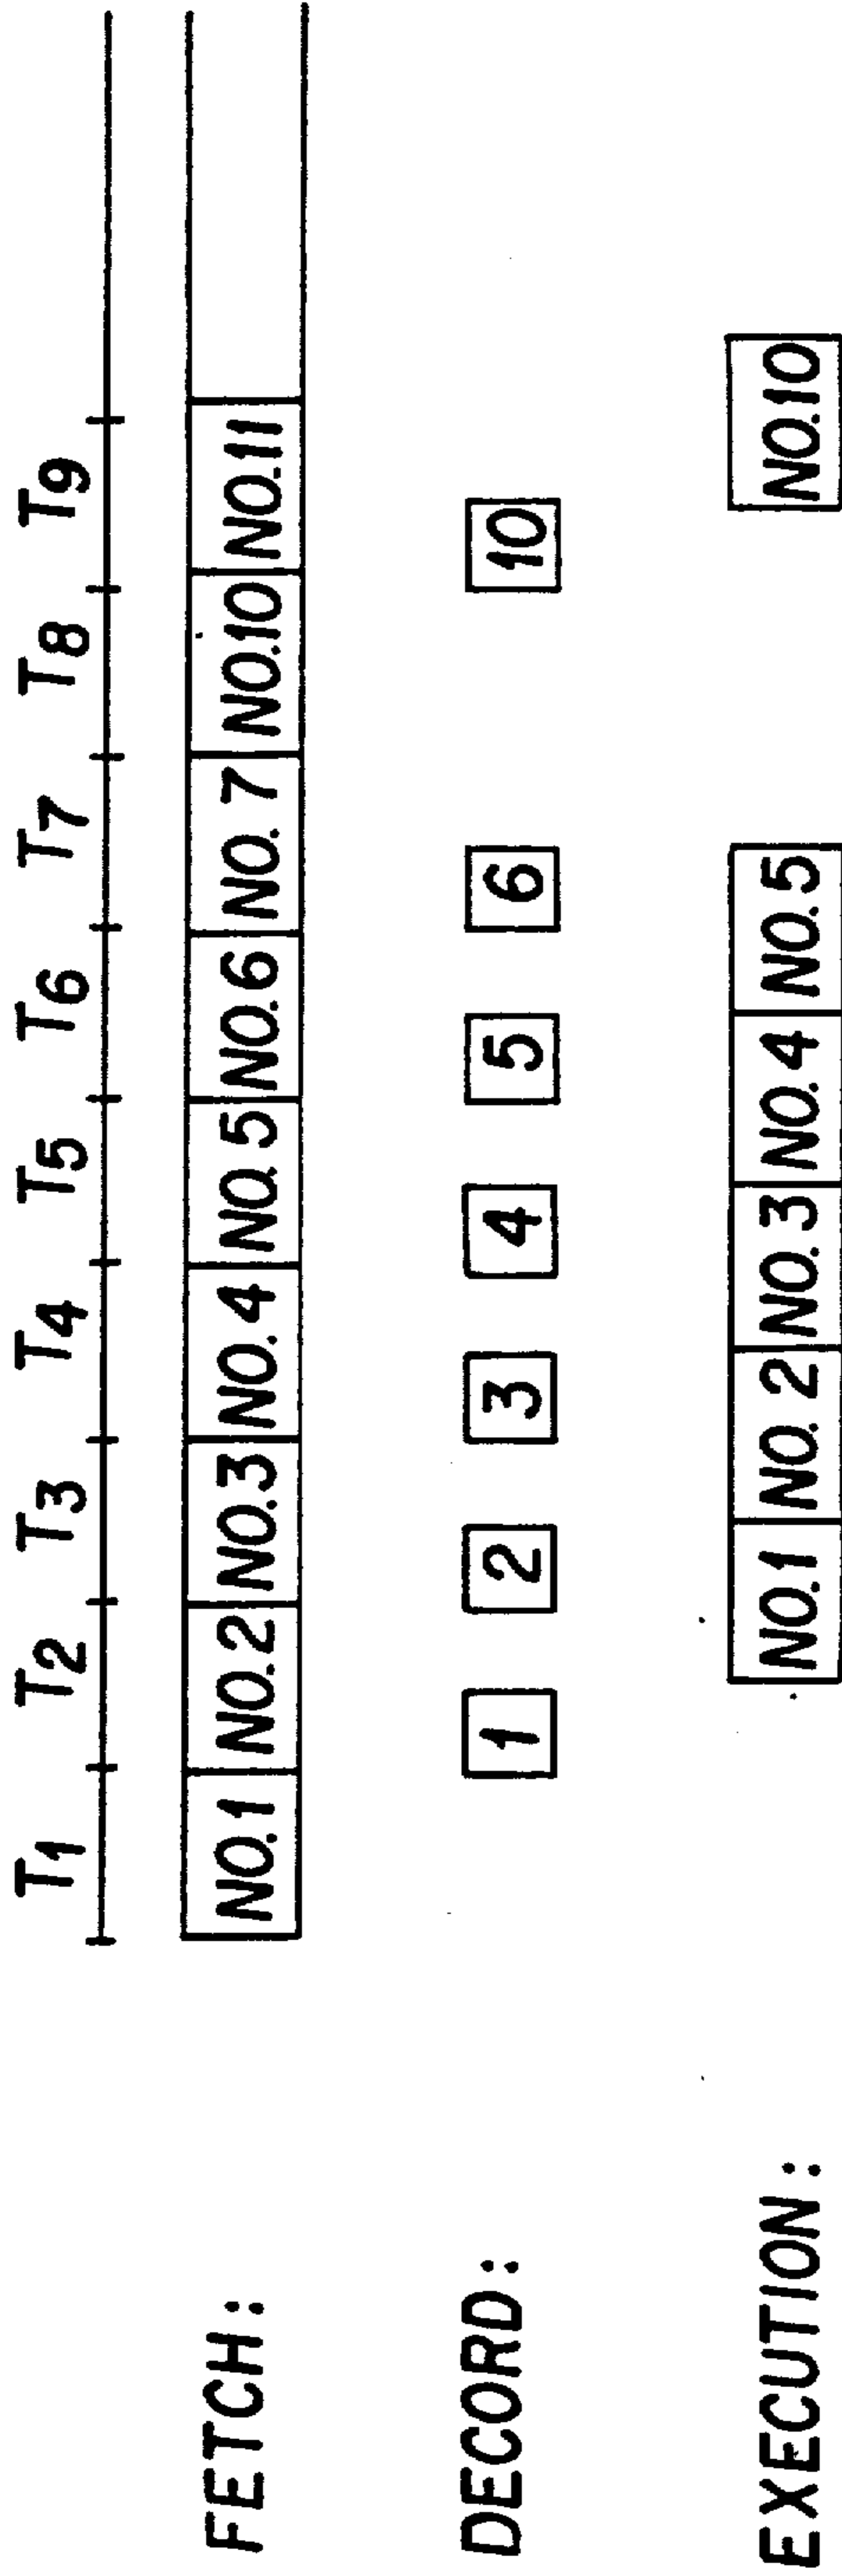 T1 T2 T3 T4 T5 T6 T7 T8 T9
FETCH: NO.1 NO.2 NO.3 NO.4 NO.5 NO.6 NO.7 NO.10 NO.11
DECORD: 1 2 3 4 5 6 10
EXECUTION: NO.1 NO.2 NO.3 NO.4 NO.5 NO.10